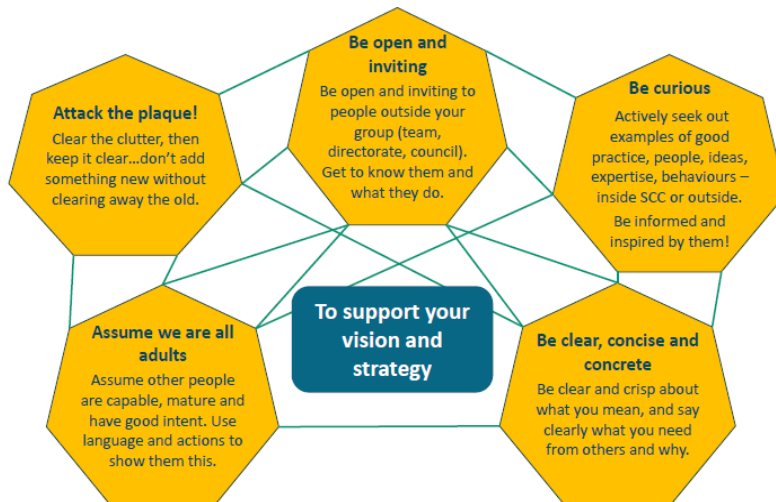 Be open and
inviting
Be open and inviting to
people outside your
group (team,
directorate, council).
Get to know them and
what they do.
Attack the plaque!
Clear the clutter, then
keep it clear...don't add
something new without
clearing away the old.
Be curious
Actively seek out
examples of good
practice, people, ideas,
expertise, behaviours –
inside SCC or outside.
Be informed and
inspired by them!
To support your
vision and
strategy
Assume we are all
adults
Assume other people
are capable, mature and
have good intent. Use
language and actions to
show them this.
Be clear, concise and
concrete
Be clear and crisp about
what you mean, and say
clearly what you need
from others and why.